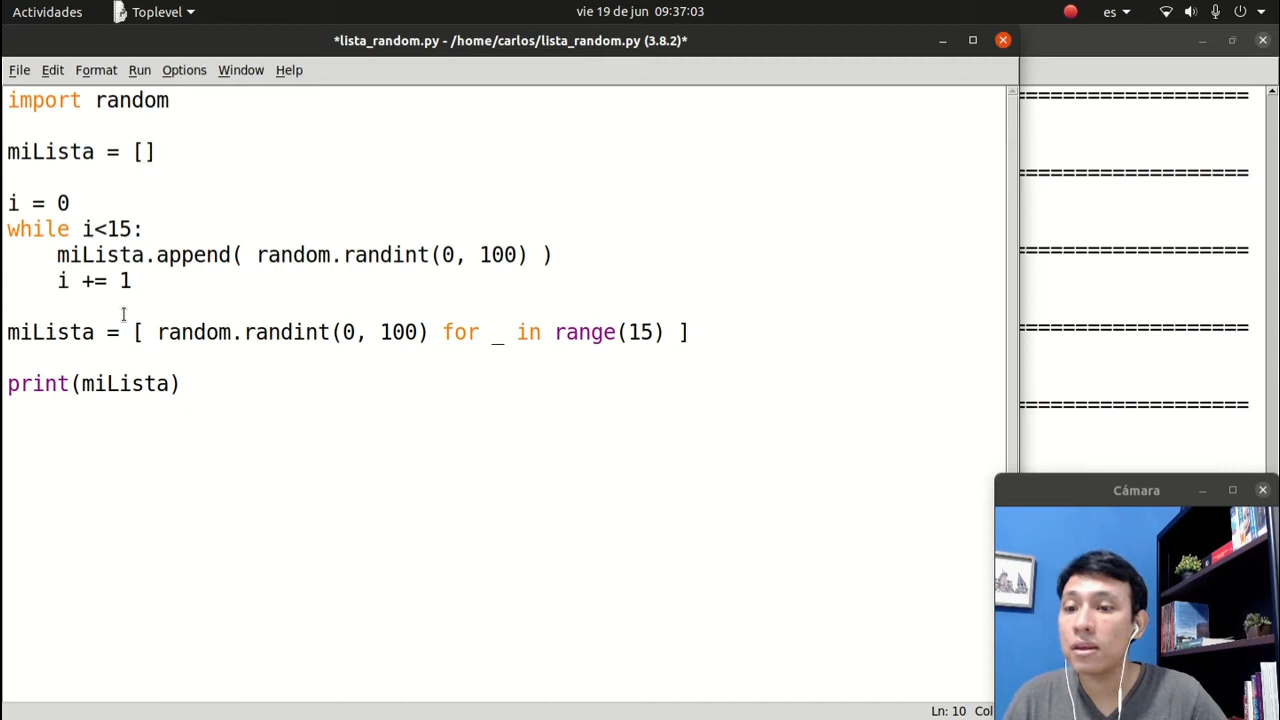 Actividades
Toplevel
vie 19 de jun 09:37:03
es
*lista_random.py - /home/carlos/lista_random.py (3.8.2)*
File Edit Format Run Options Window Help
import random
miLista = []
i = 0
while i<15:
    miLista.append( random.randint(0, 100) )
    i += 1
miLista = [ random.randint(0, 100) for _ in range(15) ]
print(miLista)
===================
===================
===================
===================
===================
Cámara
Ln: 10 Col